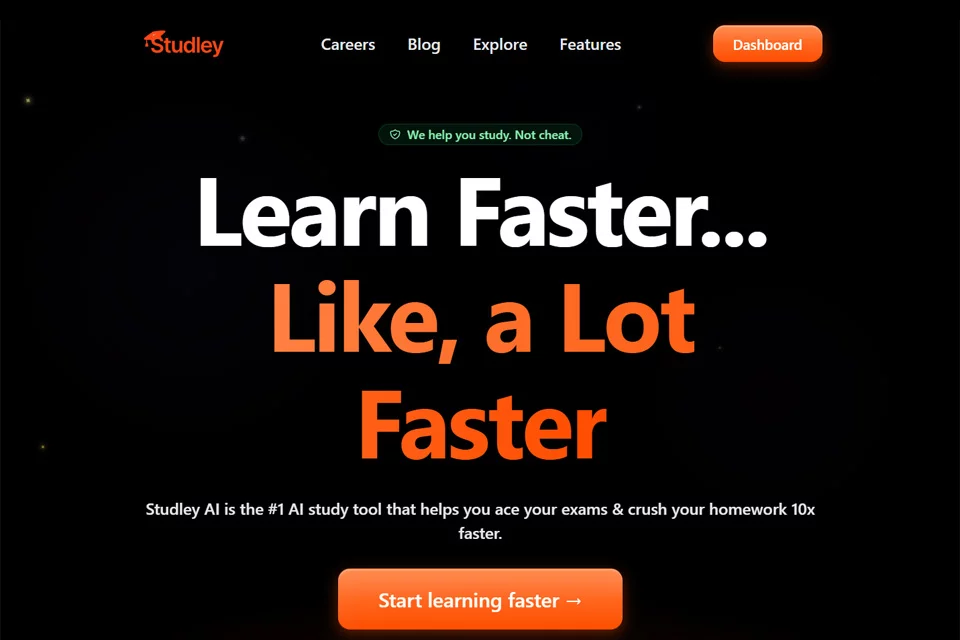 Studley
Careers
Blog
Explore
Features
Dashboard
We help you study. Not cheat.
Learn Faster...
Like, a Lot
Faster
Studley AI is the #1 AI study tool that helps you ace your exams & crush your homework 10x
faster.
Start learning faster →